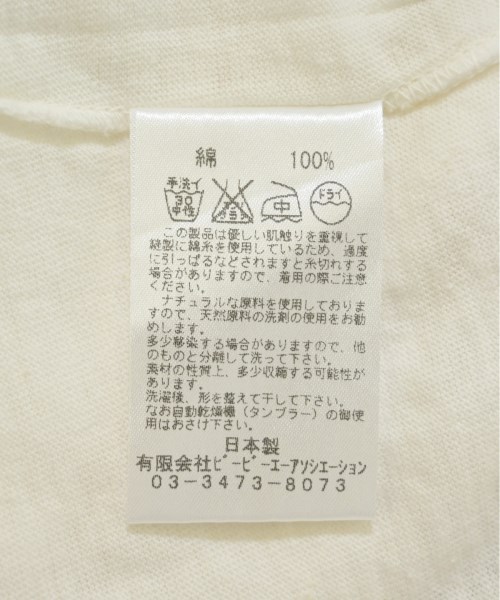 綿 100%
手洗イ 30 中性 エンソサラシ 中 ドライ
この製品は優しい肌触りを重視して
縫製に綿糸を使用しているため、過度
に引っぱるなどされますと糸切れする
場合がありますので、着用の際ご注意
ください。
ナチュラルな原料を使用しておりま
すので、天然原料の洗剤の使用をお勧
めします。
多少移染する場合がありますので、他
のものと分離して洗って下さい。
素材の性質上、多少収縮する可能性が
あります。
洗濯後、形を整えて干して下さい。
なお自動乾燥機(タンブラー)の御使
用はおさけ下さい。
日本製
有限会社ビービーエーアソシエーション
03-3473-8073